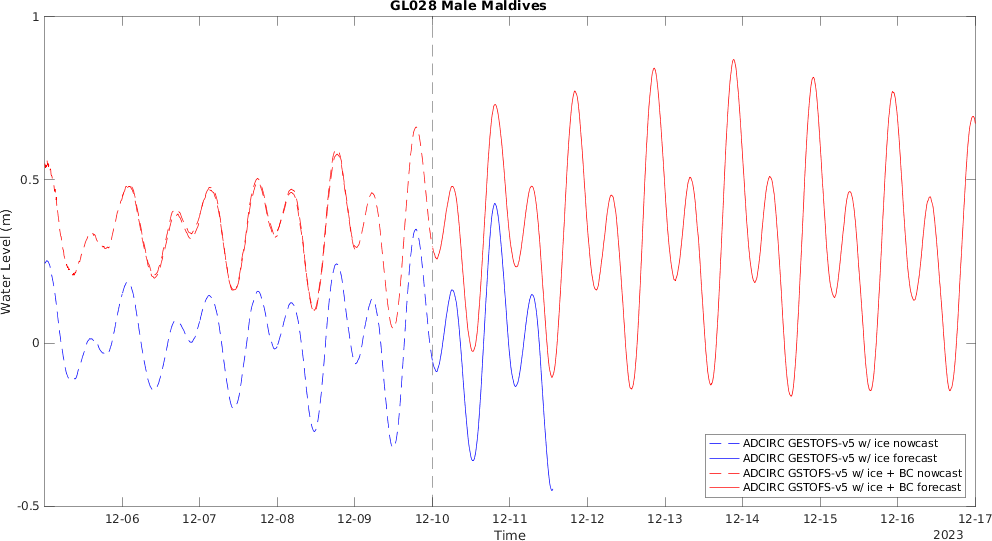 GL028 Male Maldives
1
0.5
0
-0.5
Water Level (m)
12-06 12-07 12-08 12-09 12-10 12-11 12-12 12-13 12-14 12-15 12-16 12-17
Time
2023
ADCIRC GESTOFS-v5 w/ ice nowcast
ADCIRC GESTOFS-v5 w/ ice forecast
ADCIRC GSTOFS-v5 w/ ice + BC nowcast
ADCIRC GSTOFS-v5 w/ ice + BC forecast